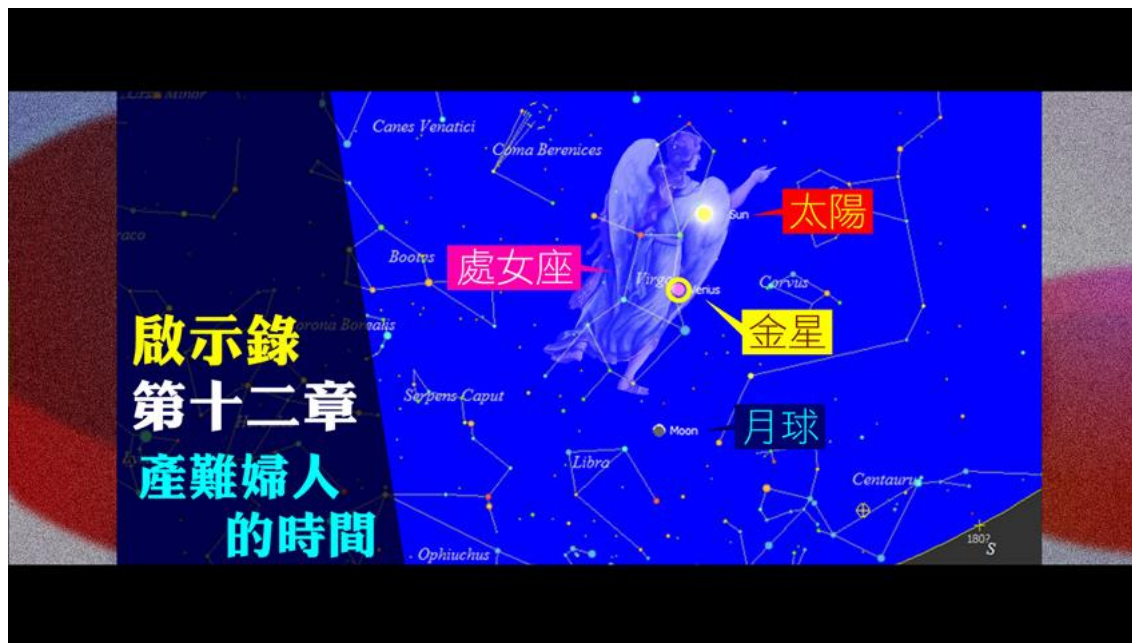 Canes Venatici
Coma Berenices
Sun
太陽
Bootes
處女座
Virgo
Venus
Corvus
金星
啟示錄
第十二章
產難婦人
的時間
Serpens Caput
Moon
月球
Libra
Centaurus
Ophiuchus
180?
S